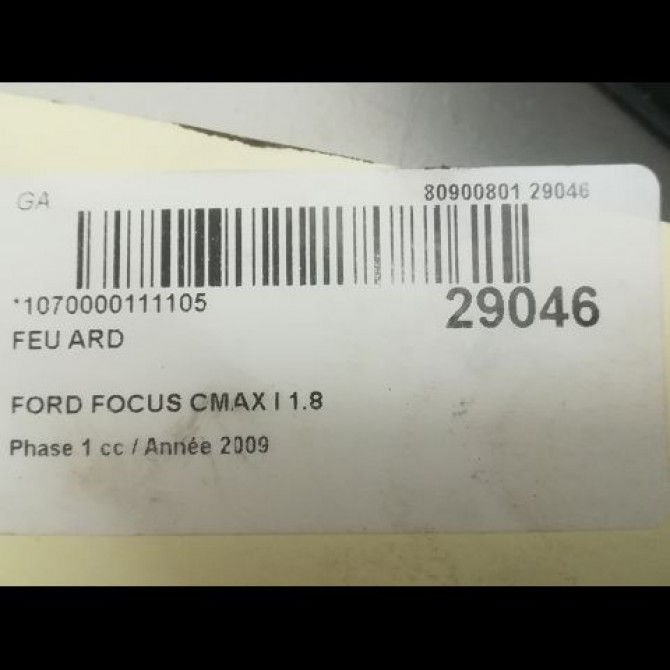 GA 80900801 29046
*1070000111105 29046
FEU ARD
FORD FOCUS CMAX I 1.8
Phase 1 cc / Année 2009